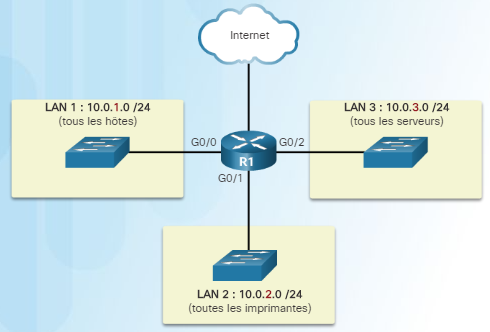 Internet
LAN 1 : 10.0.1.0 /24
(tous les hôtes)
LAN 3 : 10.0.3.0 /24
(tous les serveurs)
G0/0
G0/2
R1
G0/1
LAN 2 : 10.0.2.0 /24
(toutes les imprimantes)